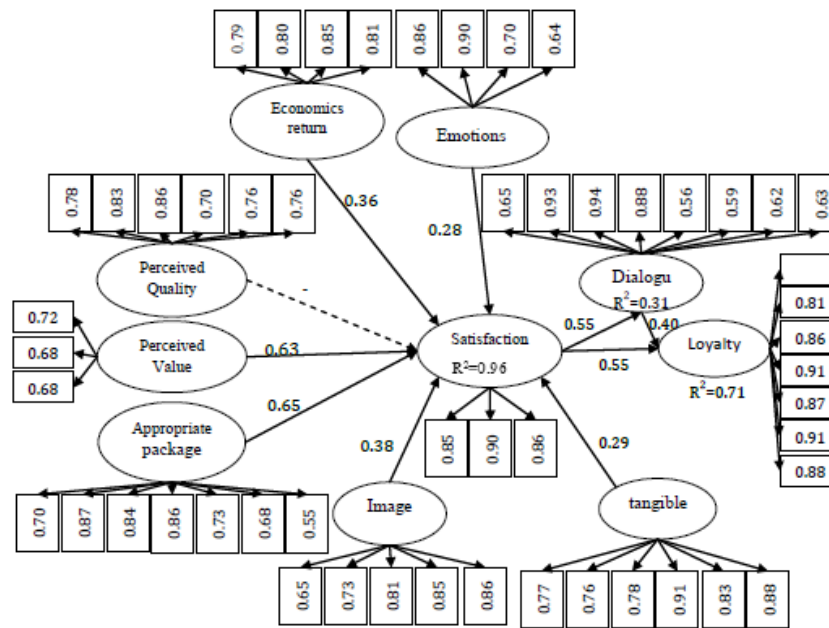 0.79 0.80 0.85 0.81 0.86 0.90 0.70 0.64
Economics
return
Emotions
0.78 0.83 0.86 0.70 0.76 0.76
0.36
0.28
0.65 0.93 0.94 0.88 0.56 0.59 0.62 0.63
Perceived
Quality
-
Dialogu
R²=0.31
0.72
0.68
0.68
Perceived
Value
0.63
Satisfaction
R²=0.96
0.55
0.40
0.55
Loyalty
R²=0.71
0.81
0.86
0.91
0.87
0.91
0.88
Appropriate
package
0.65
0.38
0.85 0.90 0.86
0.29
0.70 0.87 0.84 0.86 0.73 0.68 0.55
Image
tangible
0.65 0.73 0.81 0.85 0.86
0.77 0.76 0.78 0.91 0.83 0.88